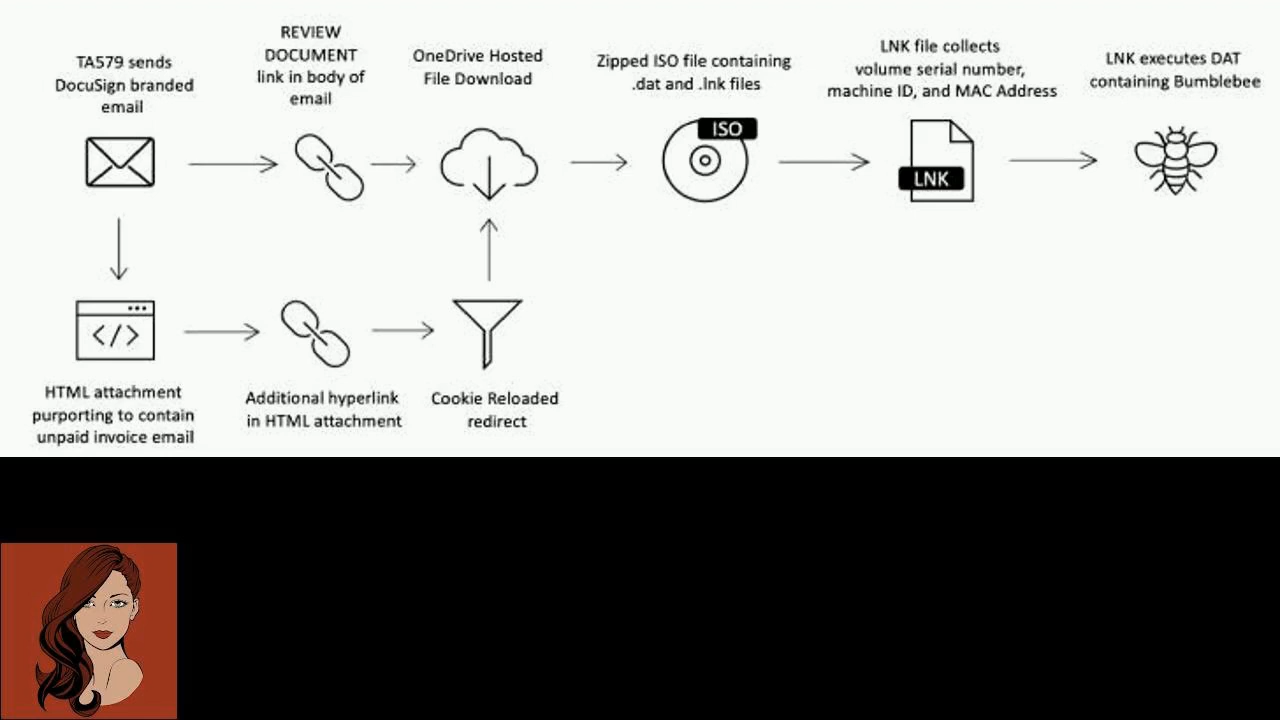 TA579 sends
DocuSign branded
email
REVIEW
DOCUMENT
link in body of
email
OneDrive Hosted
File Download
Zipped ISO file containing
.dat and .lnk files
ISO
LNK file collects
volume serial number,
machine ID, and MAC Address
LNK
LNK executes DAT
containing Bumblebee
</>
HTML attachment
purporting to contain
unpaid invoice email
Additional hyperlink
in HTML attachment
Cookie Reloaded
redirect